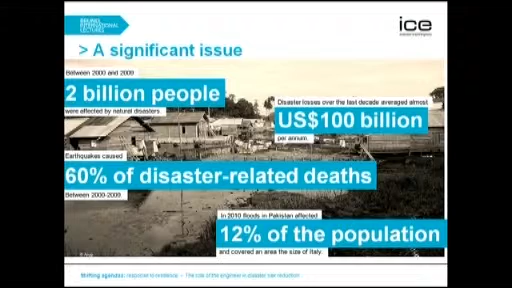 BRUNEL
INTERNATIONAL
LECTURES
ice
> A significant issue
Between 2000 and 2009
2 billion people
were affected by natural disasters.
Disaster losses over the last decade averaged almost
US$100 billion
per annum.
Earthquakes caused
60% of disaster-related deaths
Between 2000-2009.
In 2010 floods in Pakistan affected
12% of the population
and covered an area the size of Italy.
Shifting agendas: response to resilience – The role of the engineer in disaster risk reduction